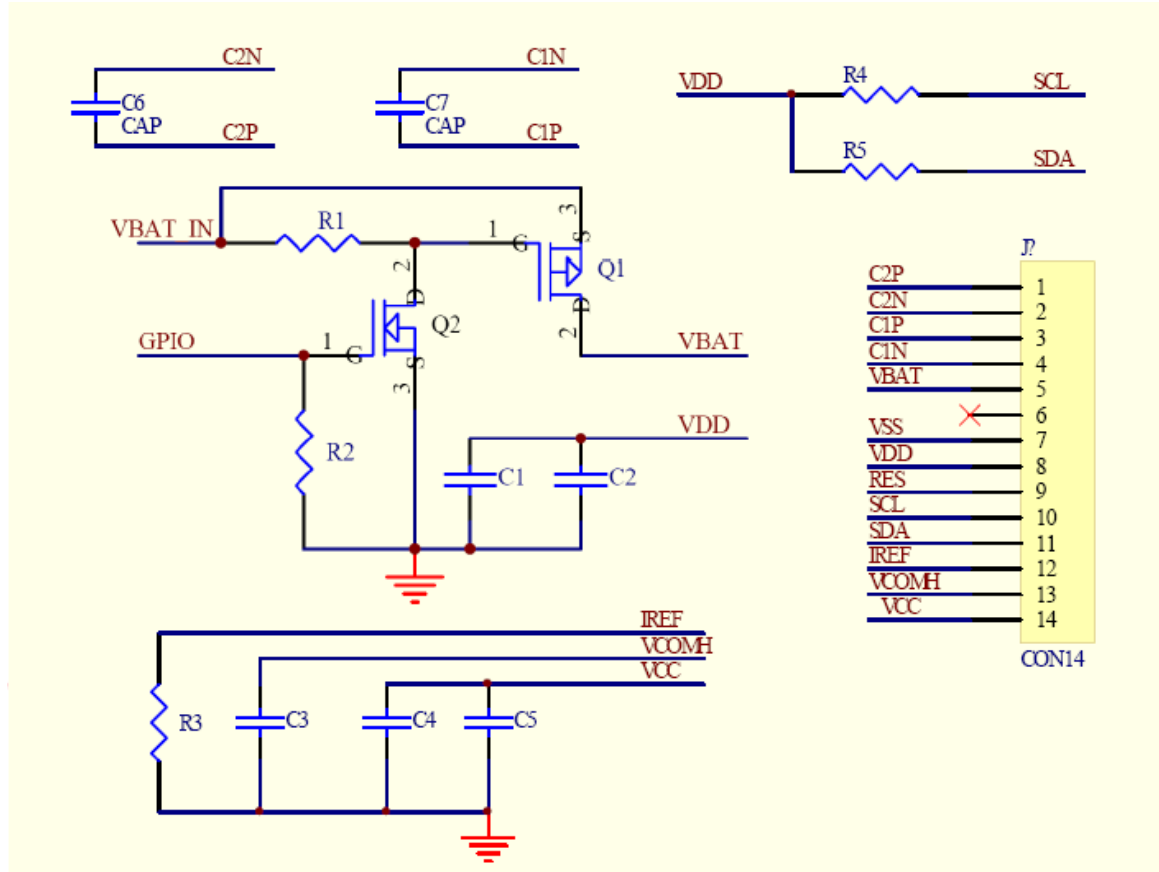 C2N
C6
CAP
C2P
C1N
C7
CAP
C1P
VDD
R4
SCL
R5
SDA
VBAT_IN
R1
1
G
3
S
Q1
D
2
VBAT
2
D
Q2
GPIO
1
G
S
3
R2
VDD
C1
C2
J?
C2P 1
C2N 2
C1P 3
C1N 4
VBAT 5
6
VSS 7
VDD 8
RES 9
SCL 10
SDA 11
IREF 12
VCOMH 13
VCC 14
CON14
IREF
VCOMH
VCC
R3
C3
C4
C5